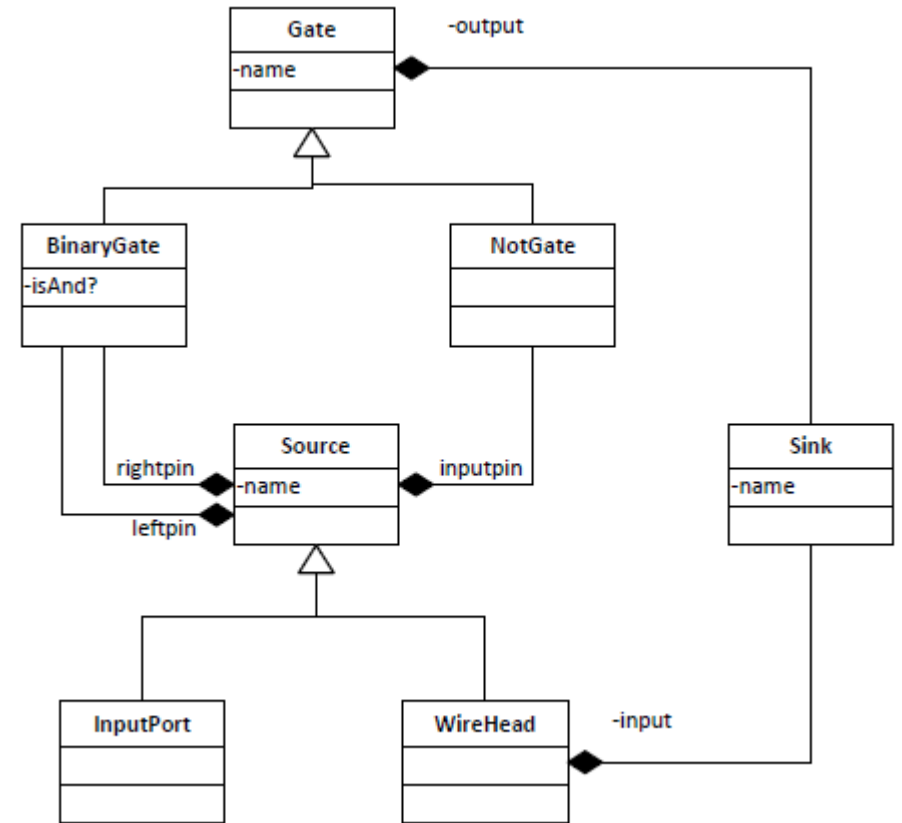 Gate
-output
-name
BinaryGate
NotGate
-isAnd?
Source
Sink
rightpin
inputpin
-name
-name
leftpin
InputPort
WireHead
-input